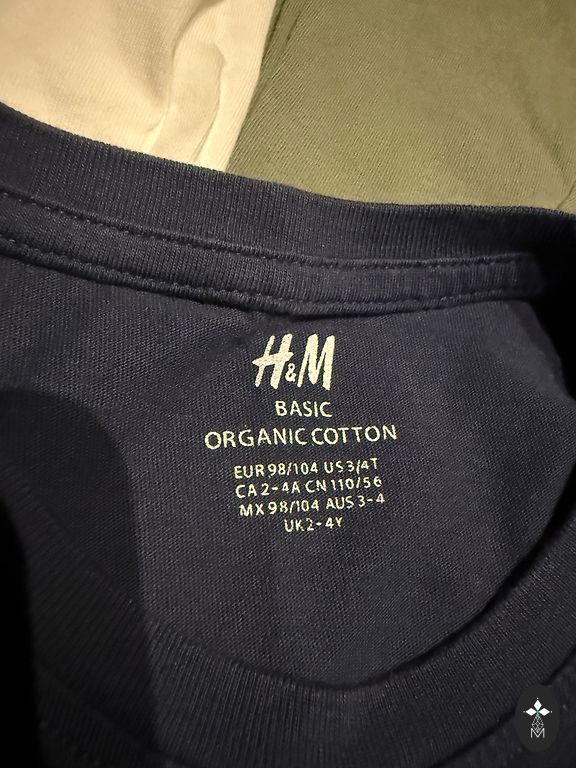 H&M
BASIC
ORGANIC COTTON
EUR 98/104 US 3/4T
CA 2-4A CN 110/56
MX 98/104 AUS 3-4
UK 2-4Y
M